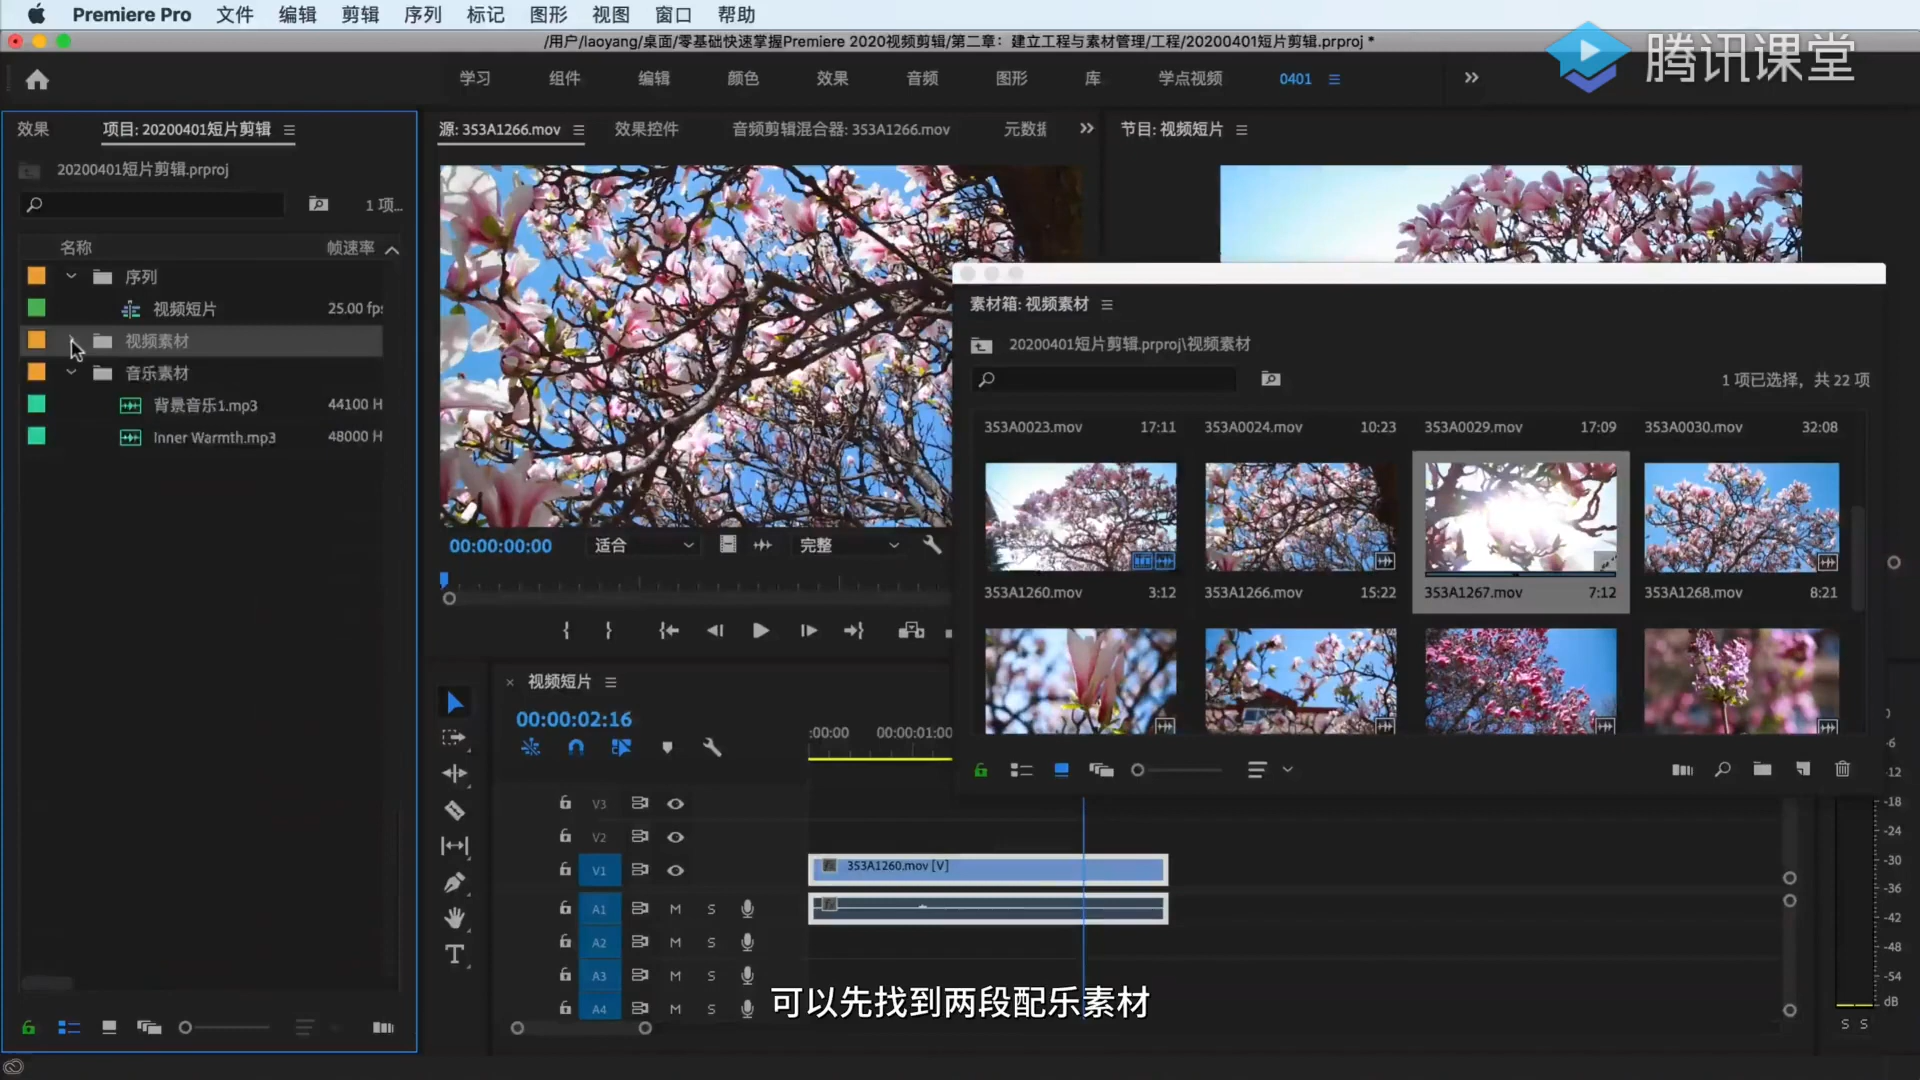 Premiere Pro 文件 编辑 剪辑 序列 标记 图形 视图 窗口 帮助
/用户/laoyang/桌面/零基础快速掌握Premiere 2020视频剪辑/第二章：建立工程与素材管理/工程/20200401短片剪辑.prproj *
腾讯课堂
学习 组件 编辑 颜色 效果 音频 图形 库 学点视频 0401
效果 项目: 20200401短片剪辑
20200401短片剪辑.prproj
1 项...
名称 帧速率
序列
视频短片 25.00 fps
视频素材
音乐素材
背景音乐1.mp3 44100 H
Inner Warmth.mp3 48000 H
源: 353A1266.mov 效果控件 音频剪辑混合器: 353A1266.mov 元数据
00:00:00:00 适合 完整
节目: 视频短片
素材箱: 视频素材
20200401短片剪辑.prproj\视频素材
1 项已选择，共 22 项
353A0023.mov 17:11 353A0024.mov 10:23 353A0029.mov 17:09 353A0030.mov 32:08
353A1260.mov 3:12 353A1266.mov 15:22 353A1267.mov 7:12 353A1268.mov 8:21
视频短片
00:00:02:16
:00:00 00:00:01:00
V3
V2
V1 353A1260.mov [V]
A1 M S
A2 M S
A3 M S
A4 M S
0
-6
-12
-18
-24
-30
-36
-42
-48
-54
dB
S S
可以先找到两段配乐素材